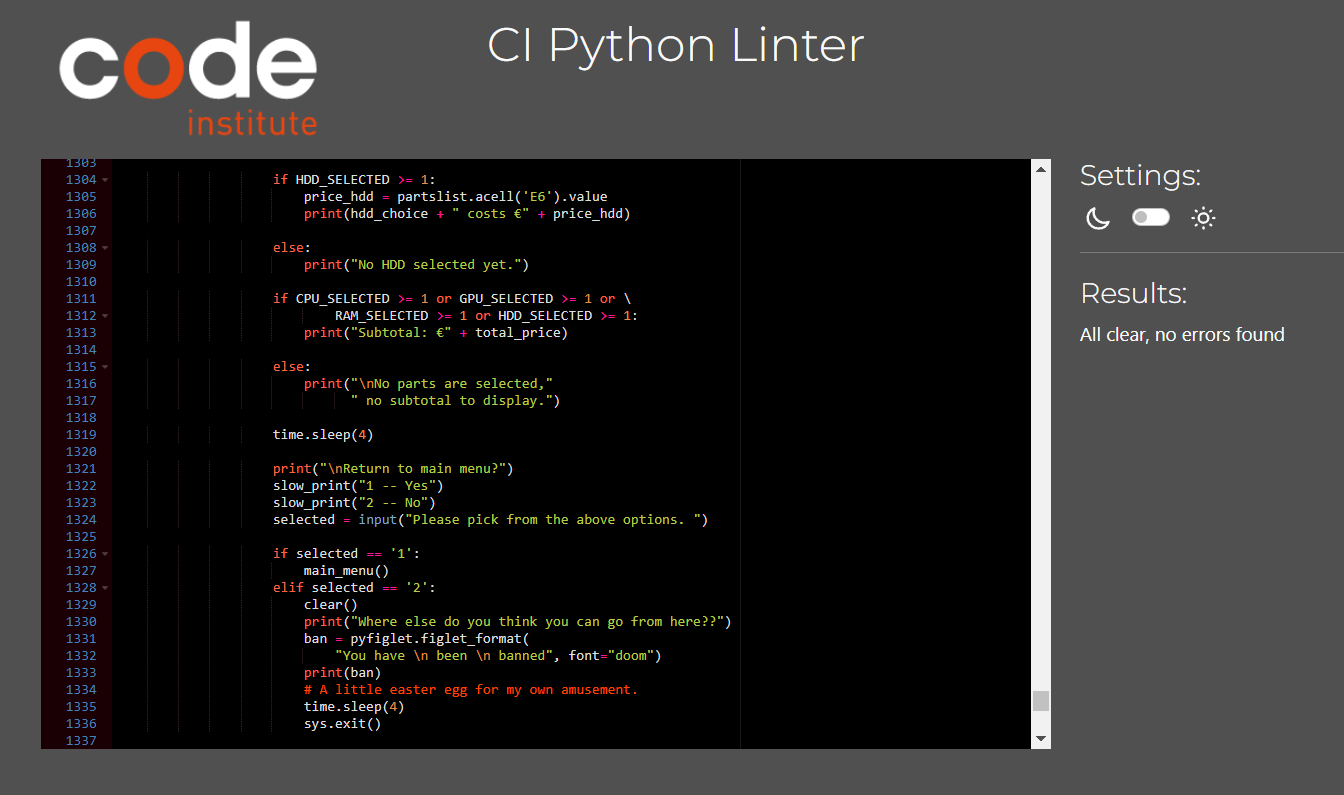 code
institute
CI Python Linter
1303
1304 if HDD_SELECTED >= 1:
1305 price_hdd = partslist.acell('E6').value
1306 print(hdd_choice + " costs €" + price_hdd)
1307
1308 else:
1309 print("No HDD selected yet.")
1310
1311 if CPU_SELECTED >= 1 or GPU_SELECTED >= 1 or \
1312 RAM_SELECTED >= 1 or HDD_SELECTED >= 1:
1313 print("Subtotal: €" + total_price)
1314
1315 else:
1316 print("\nNo parts are selected,"
1317 " no subtotal to display.")
1318
1319 time.sleep(4)
1320
1321 print("\nReturn to main menu?")
1322 slow_print("1 -- Yes")
1323 slow_print("2 -- No")
1324 selected = input("Please pick from the above options. ")
1325
1326 if selected == '1':
1327 main_menu()
1328 elif selected == '2':
1329 clear()
1330 print("Where else do you think you can go from here??")
1331 ban = pyfiglet.figlet_format(
1332 "You have \n been \n banned", font="doom")
1333 print(ban)
1334 # A little easter egg for my own amusement.
1335 time.sleep(4)
1336 sys.exit()
1337
Settings:
Results:
All clear, no errors found